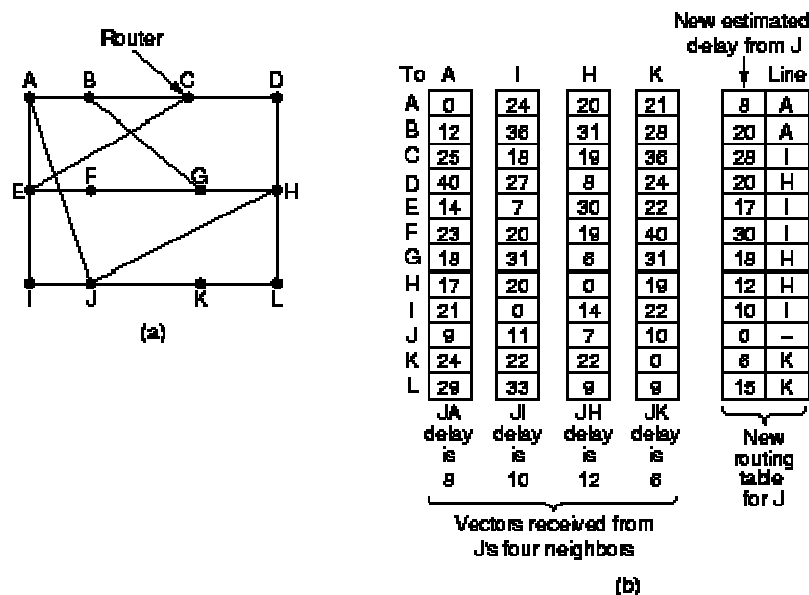 Router
A B C D
E F G H
I J K L
(a)
New estimated
delay from J
To A I H K Line
A 0 24 20 21 8 A
B 12 36 31 28 20 A
C 25 18 19 36 28 I
D 40 27 8 24 20 H
E 14 7 30 22 17 I
F 23 20 19 40 30 I
G 18 31 6 31 18 H
H 17 20 0 19 12 H
I 21 0 14 22 10 I
J 9 11 7 10 0 –
K 24 22 22 0 6 K
L 29 33 9 9 15 K
JA JI JH JK
delay delay delay delay
is is is is
8 10 12 6
New
routing
table
for J
Vectors received from
J's four neighbors
(b)